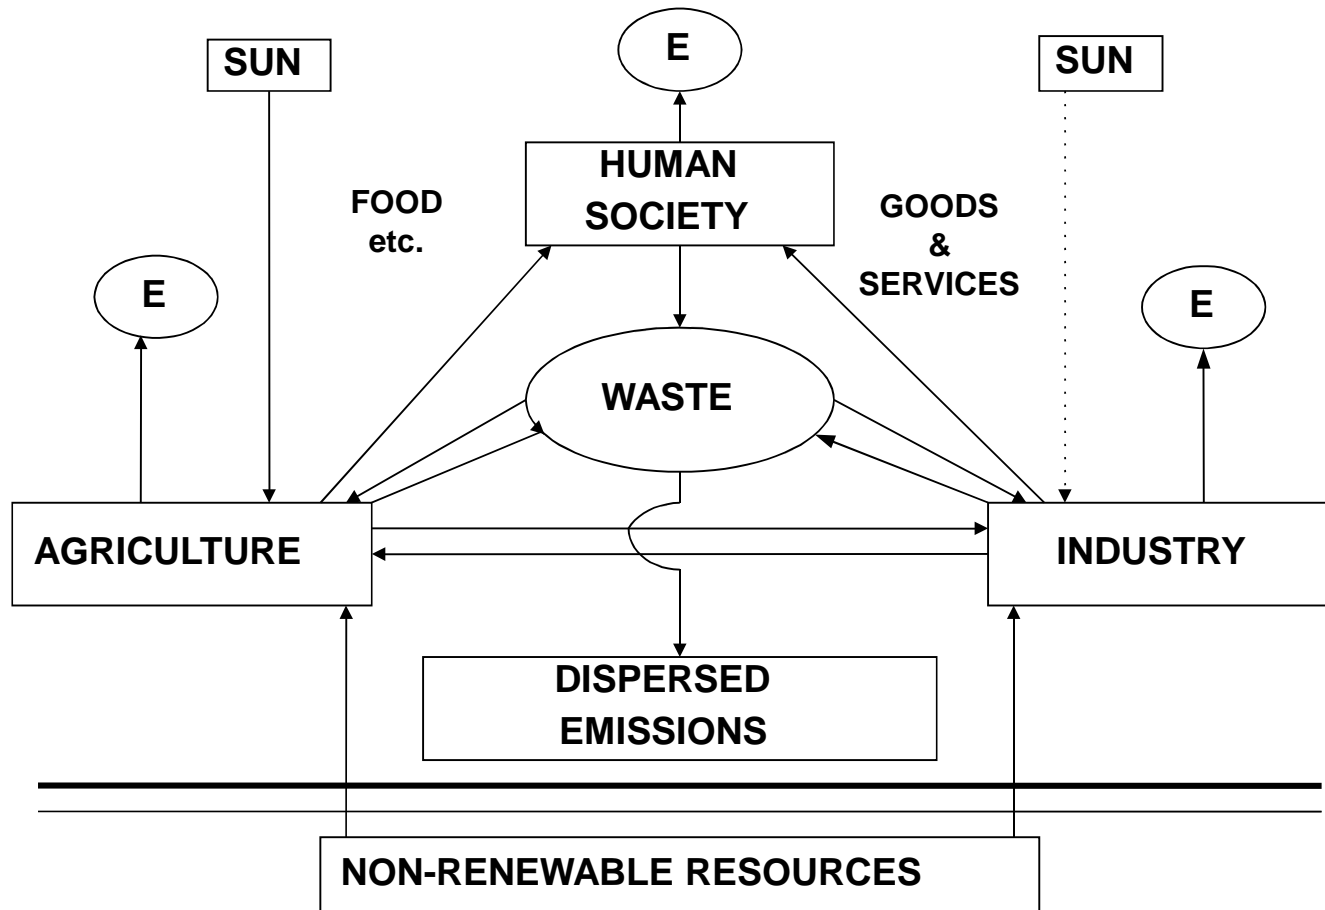 SUN
E
SUN
HUMAN
SOCIETY
FOOD
etc.
GOODS
&
SERVICES
E
E
WASTE
AGRICULTURE
INDUSTRY
DISPERSED
EMISSIONS
NON-RENEWABLE RESOURCES